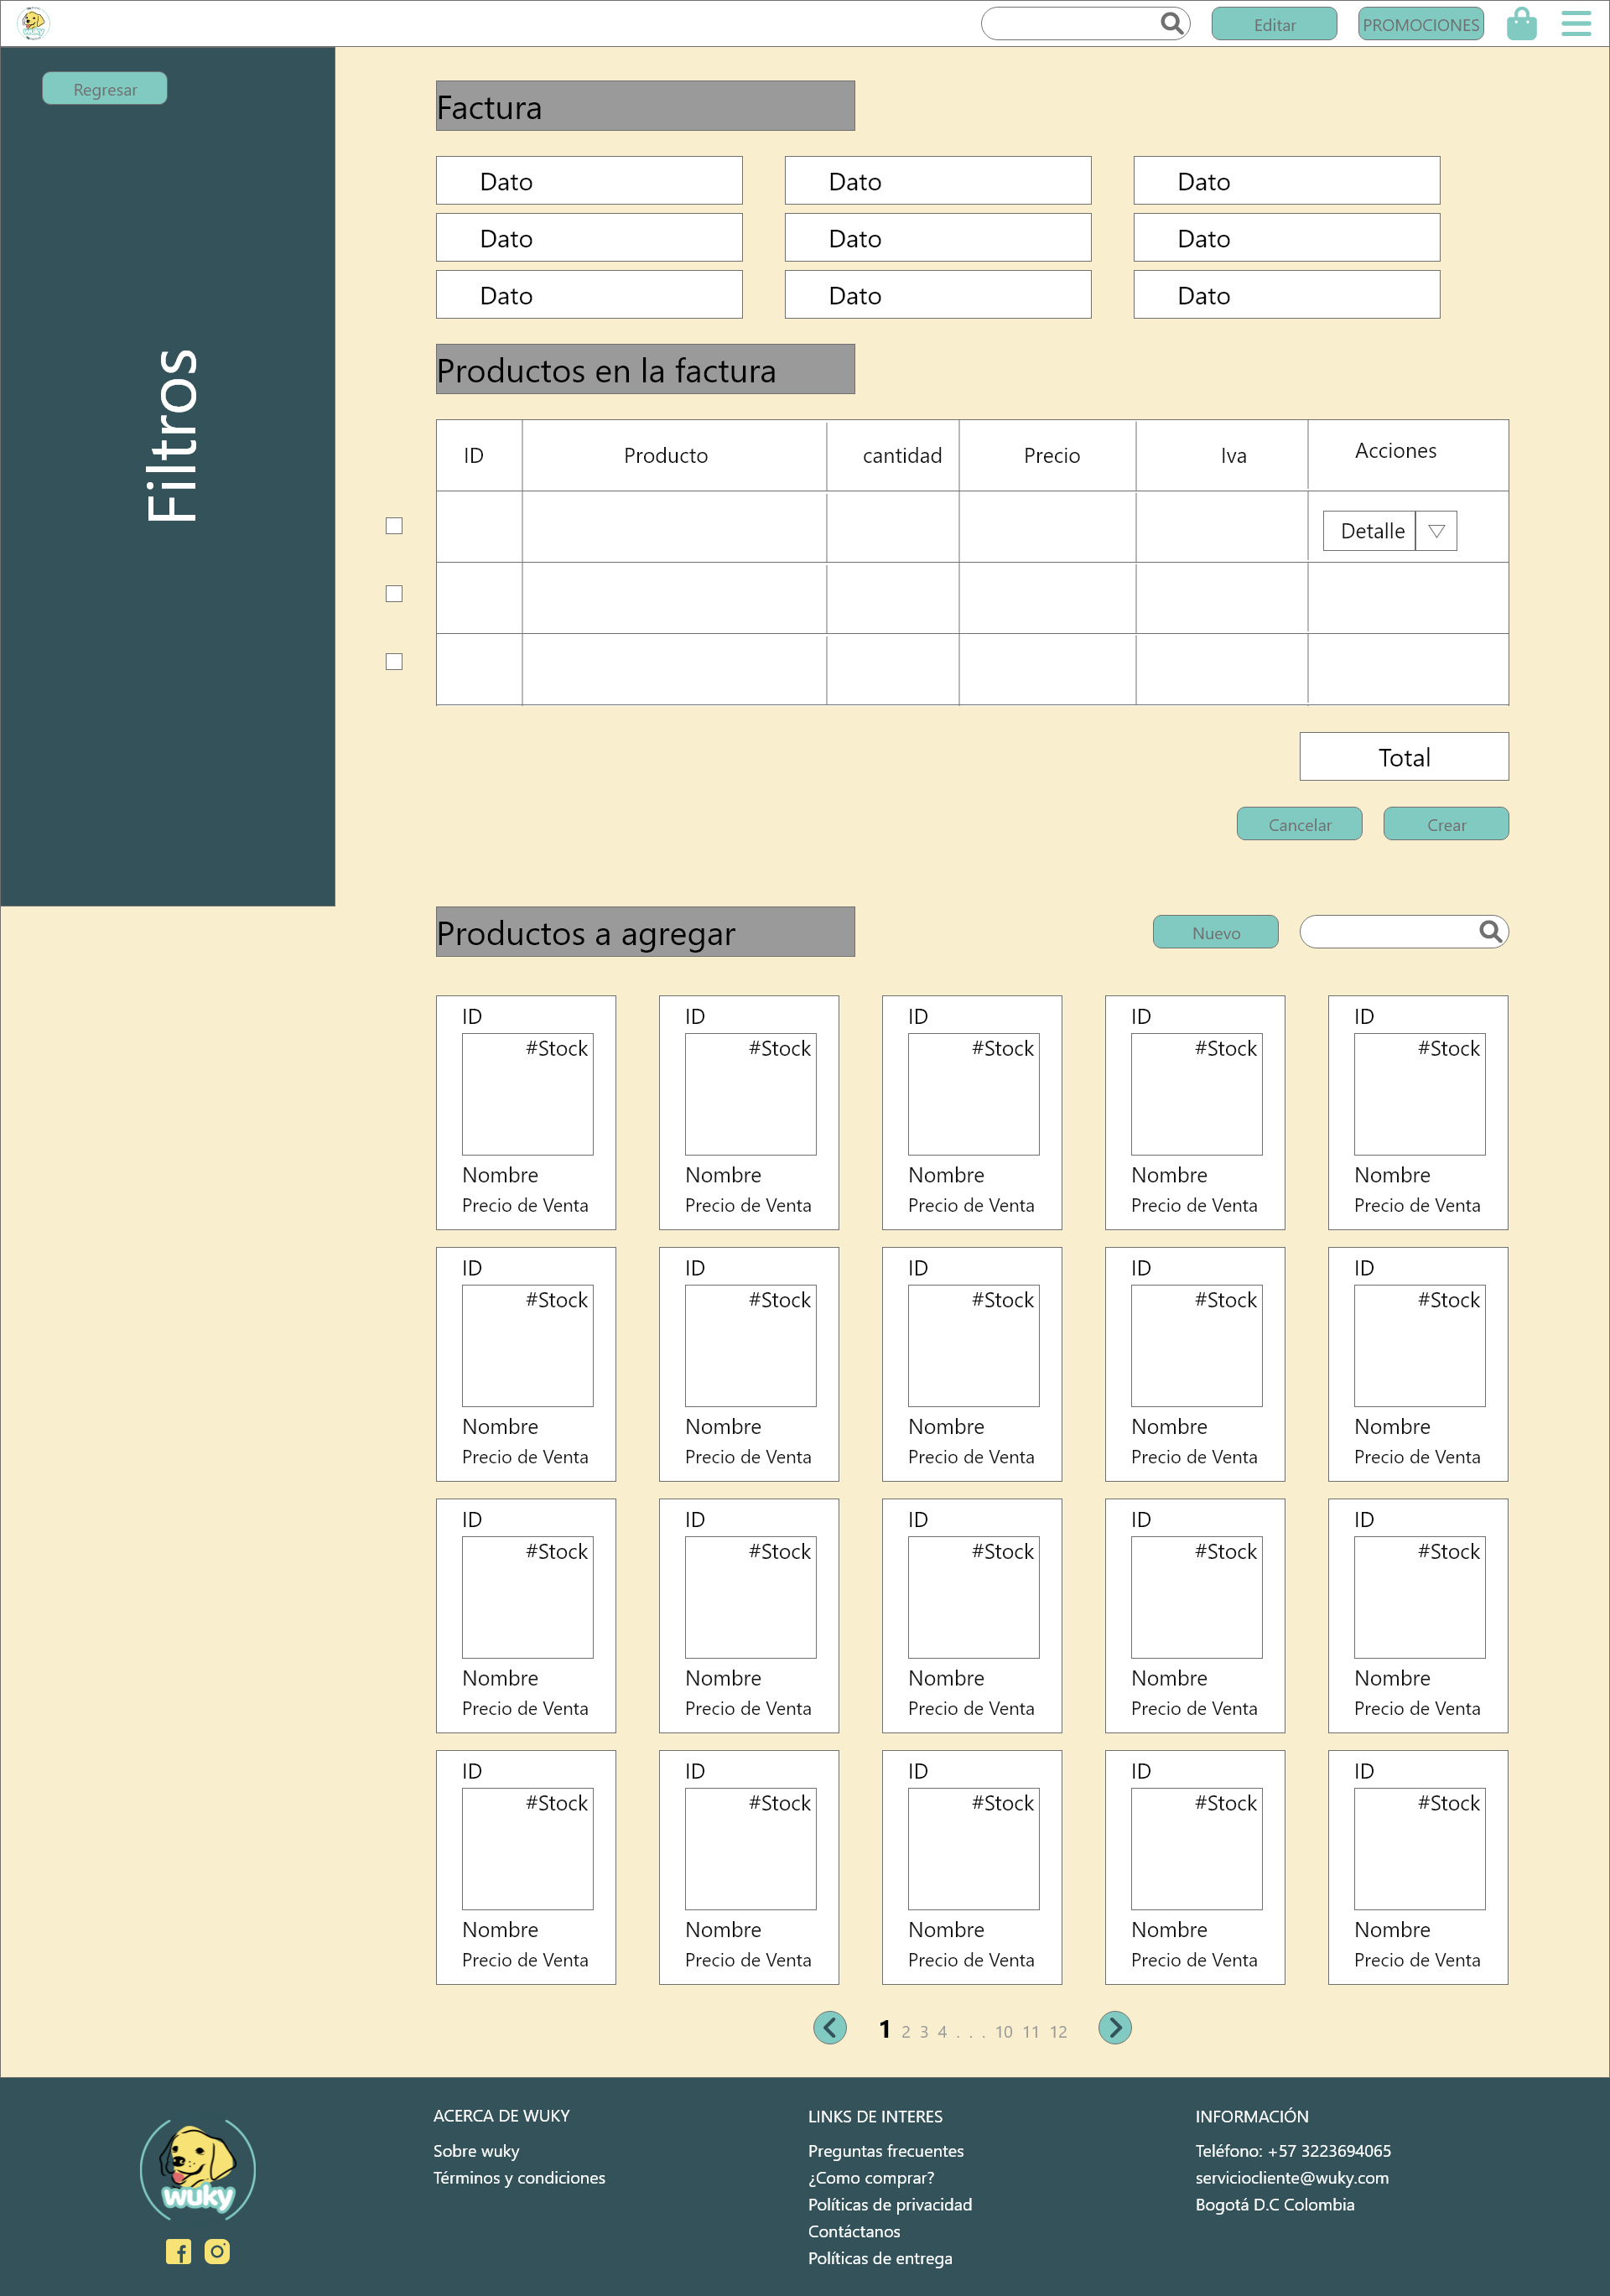 wuky
Editar
PROMOCIONES
Regresar
Filtros
Factura
Dato Dato Dato
Dato Dato Dato
Dato Dato Dato
Productos en la factura
ID Producto cantidad Precio Iva Acciones
Detalle
Total
Cancelar Crear
Productos a agregar
Nuevo
ID ID ID ID ID
#Stock #Stock #Stock #Stock #Stock
Nombre Nombre Nombre Nombre Nombre
Precio de Venta Precio de Venta Precio de Venta Precio de Venta Precio de Venta
ID ID ID ID ID
#Stock #Stock #Stock #Stock #Stock
Nombre Nombre Nombre Nombre Nombre
Precio de Venta Precio de Venta Precio de Venta Precio de Venta Precio de Venta
ID ID ID ID ID
#Stock #Stock #Stock #Stock #Stock
Nombre Nombre Nombre Nombre Nombre
Precio de Venta Precio de Venta Precio de Venta Precio de Venta Precio de Venta
ID ID ID ID ID
#Stock #Stock #Stock #Stock #Stock
Nombre Nombre Nombre Nombre Nombre
Precio de Venta Precio de Venta Precio de Venta Precio de Venta Precio de Venta
1 2 3 4 . . . 10 11 12
wuky
ACERCA DE WUKY
Sobre wuky
Términos y condiciones
LINKS DE INTERES
Preguntas frecuentes
¿Como comprar?
Políticas de privacidad
Contáctanos
Políticas de entrega
INFORMACIÓN
Teléfono: +57 3223694065
serviciocliente@wuky.com
Bogotá D.C Colombia